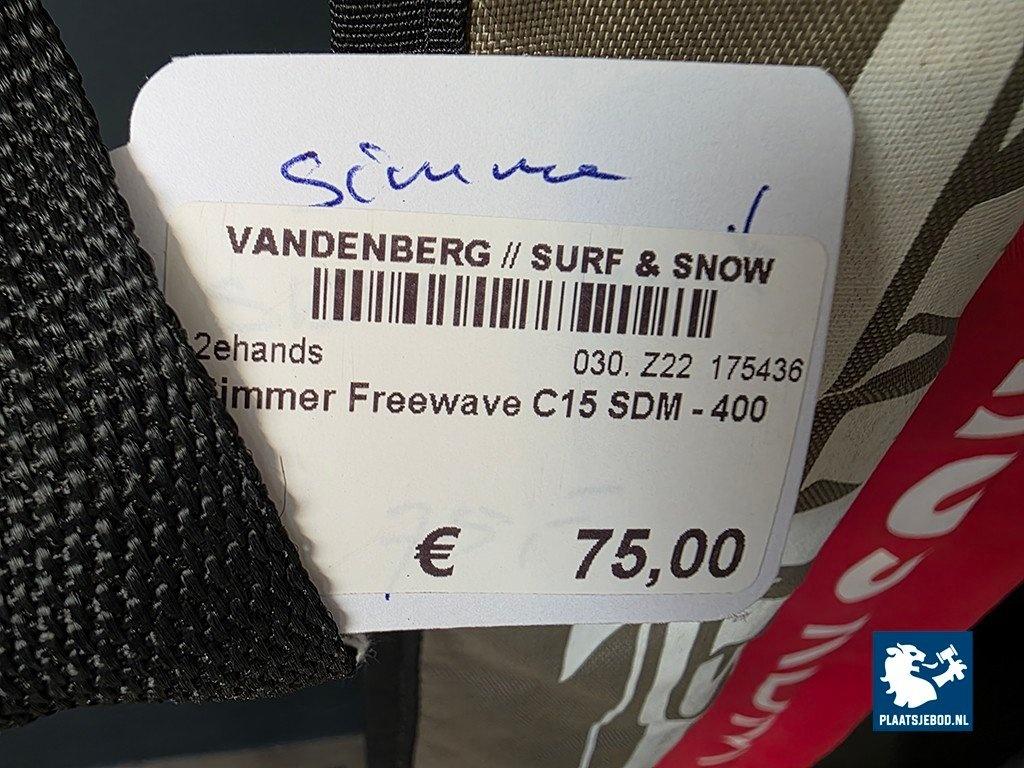 VANDENBERG // SURF & SNOW
2ehands
030. Z22 175436
immer Freewave C15 SDM - 400
€ 75,00
PLAATSJEBOD.NL